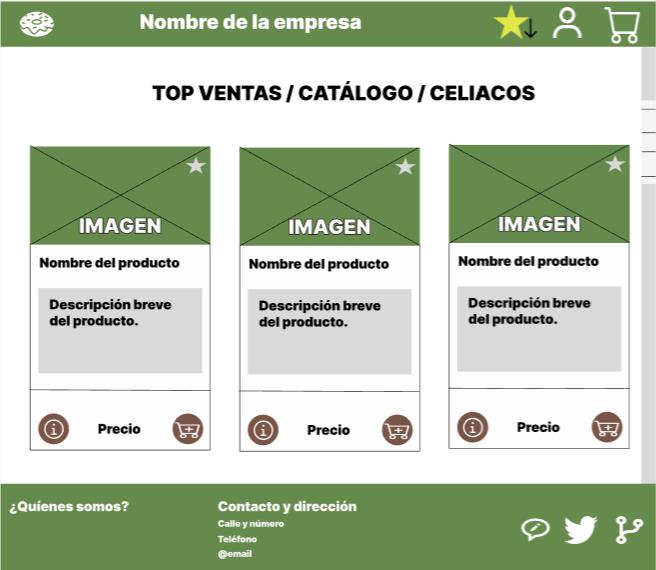 Nombre de la empresa
TOP VENTAS / CATÁLOGO / CELIACOS
IMAGEN
Nombre del producto
Descripción breve
del producto.
Precio
IMAGEN
Nombre del producto
Descripción breve
del producto.
Precio
IMAGEN
Nombre del producto
Descripción breve
del producto.
Precio
¿Quíenes somos?
Contacto y dirección
Calle y número
Teléfono
@email